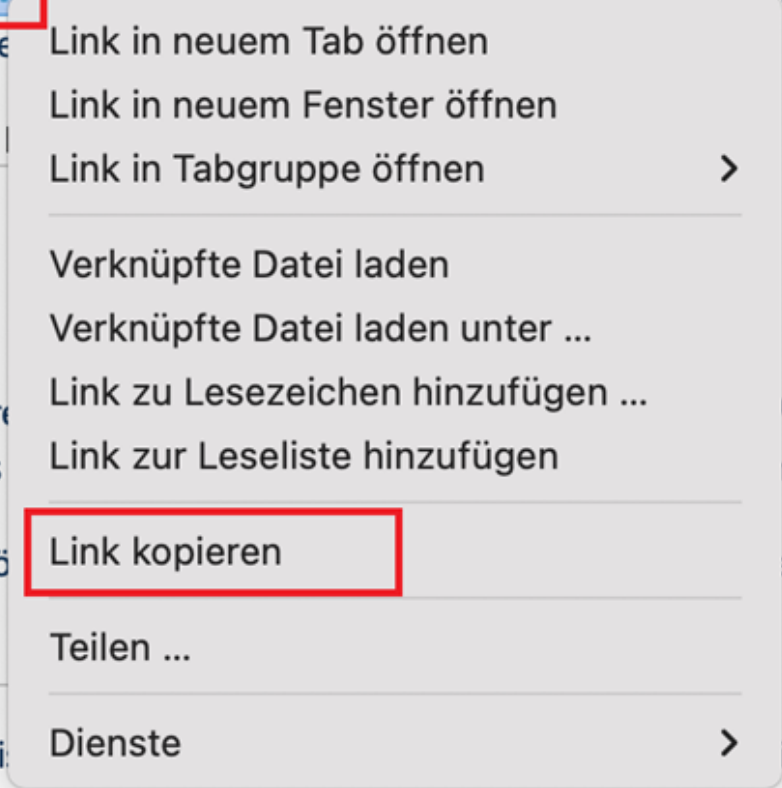 Link in neuem Tab öffnen
Link in neuem Fenster öffnen
Link in Tabgruppe öffnen
Verknüpfte Datei laden
Verknüpfte Datei laden unter ...
Link zu Lesezeichen hinzufügen ...
Link zur Leseliste hinzufügen
Link kopieren
Teilen ...
Dienste